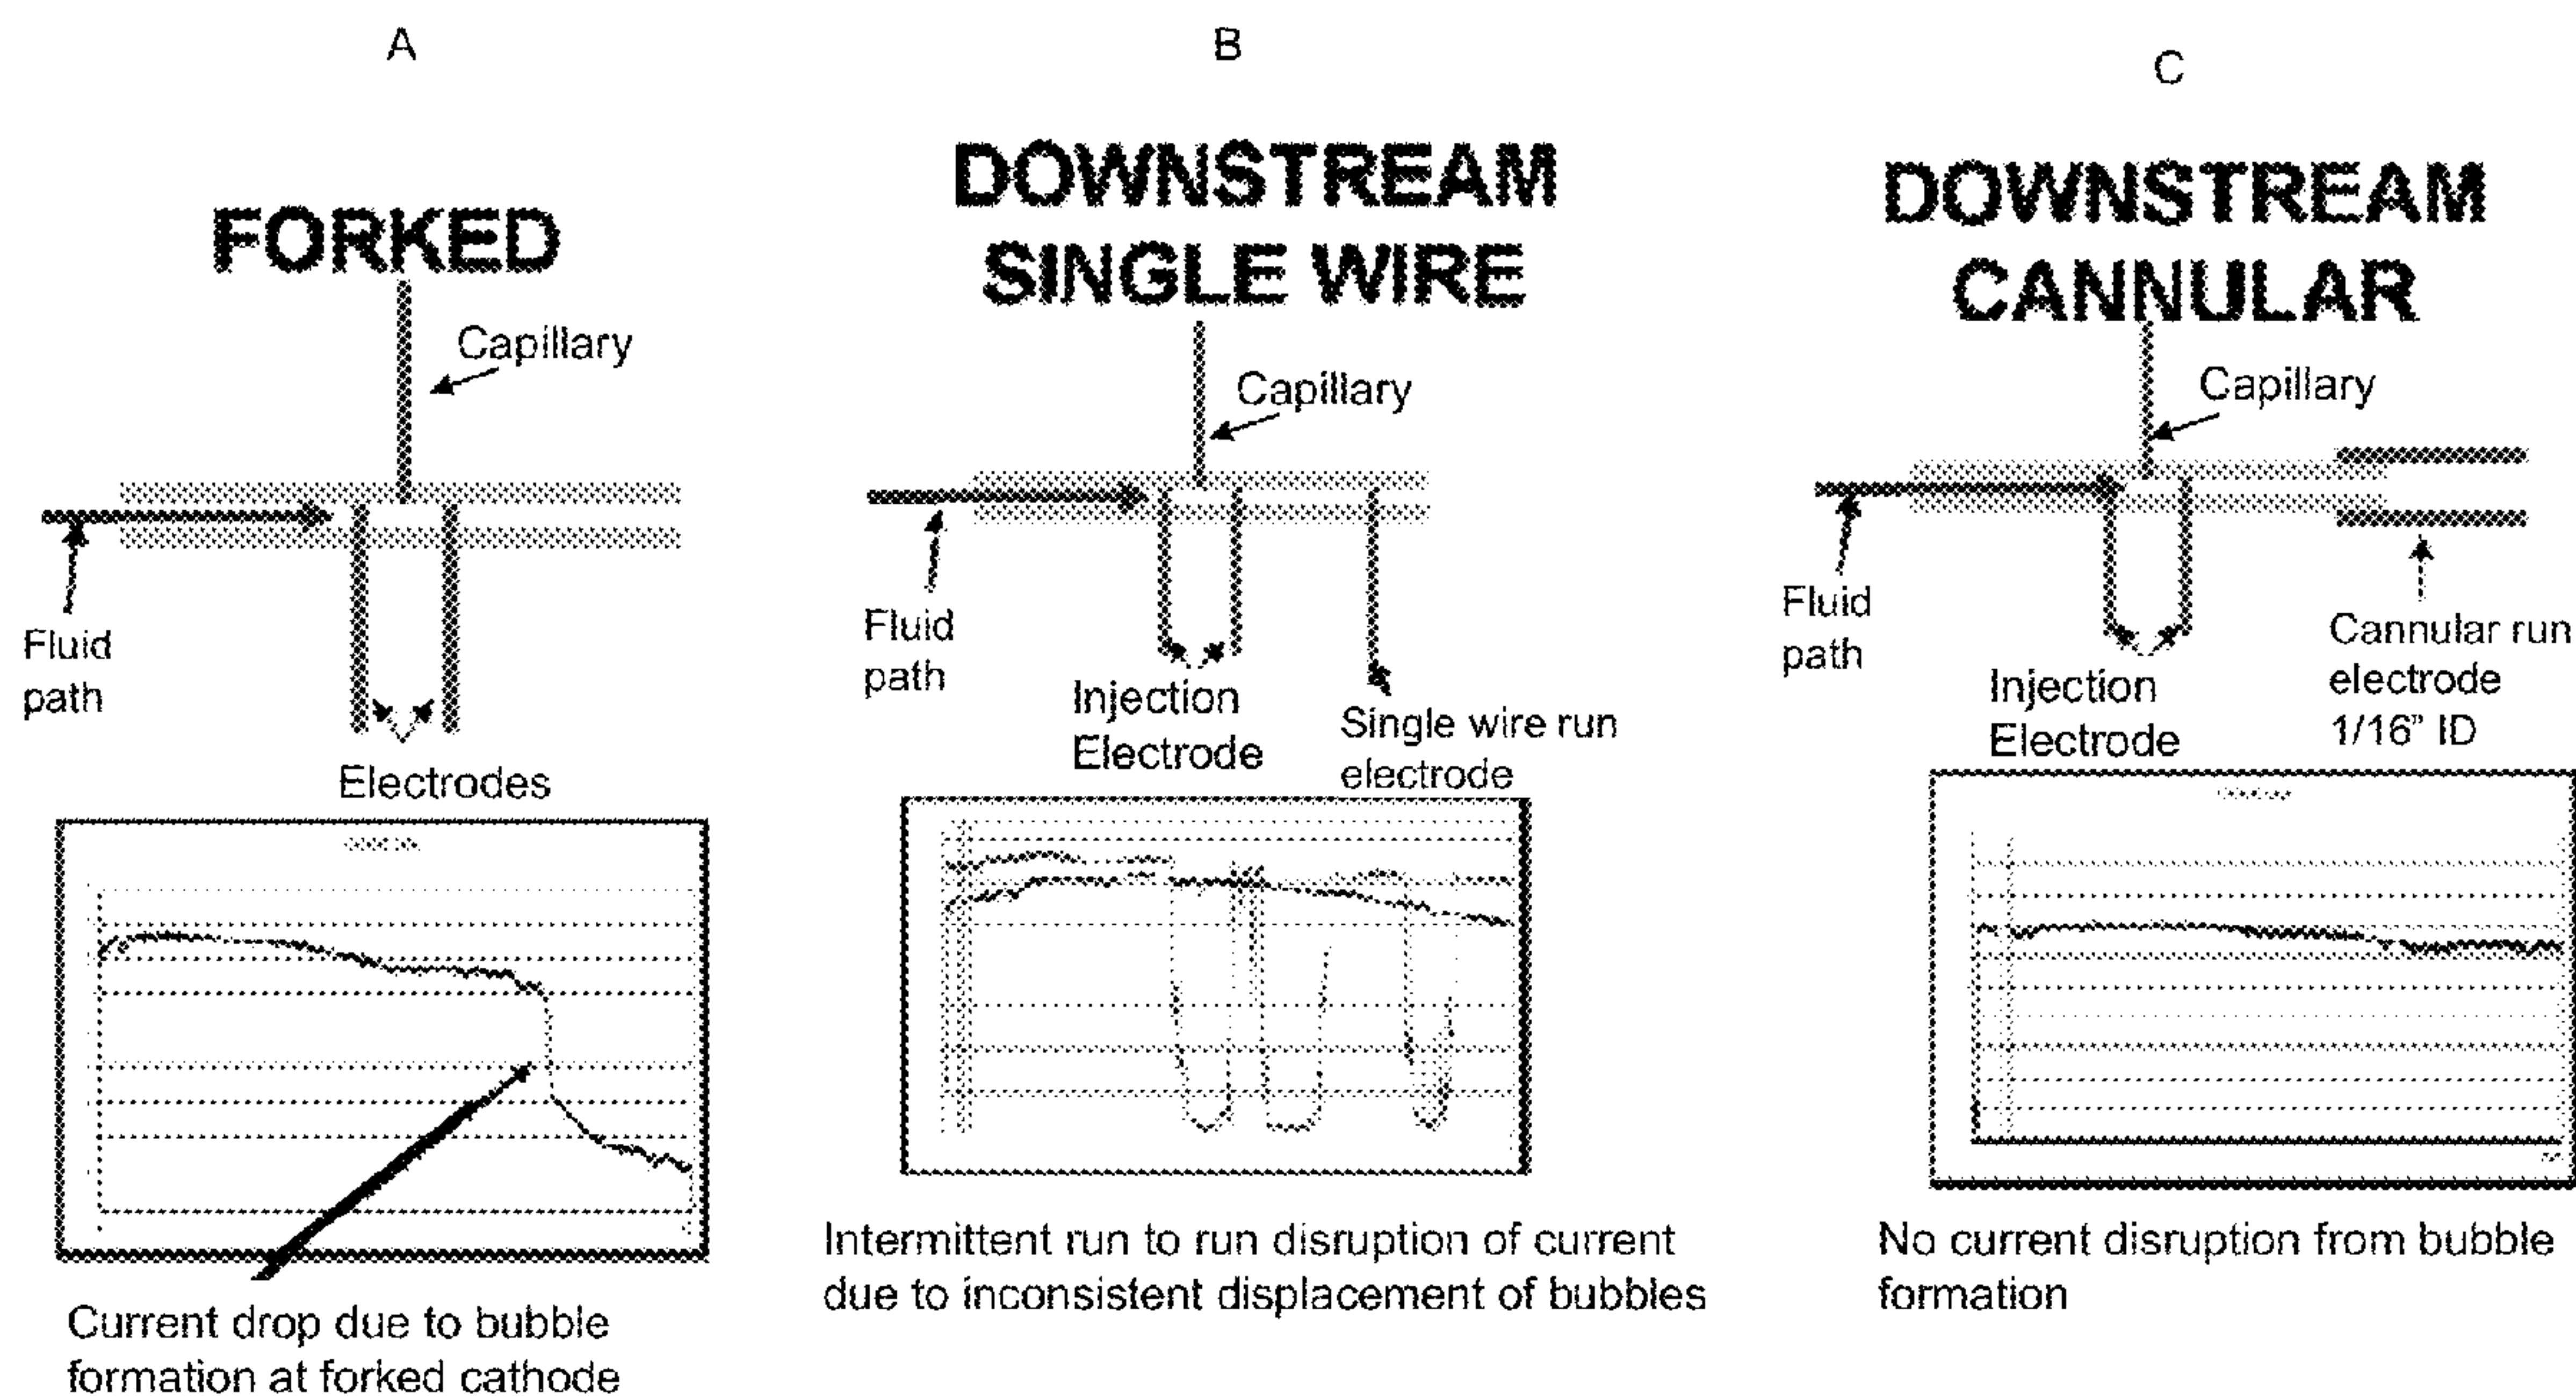 A
FORKED
Capillary
Fluid
path
Electrodes
Current drop due to bubble
formation at forked cathode
B
DOWNSTREAM
SINGLE WIRE
Capillary
Fluid
path
Injection
Electrode
Single wire run
electrode
Intermittent run to run disruption of current
due to inconsistent displacement of bubbles
C
DOWNSTREAM
CANNULAR
Capillary
Fluid
path
Injection
Electrode
Cannular run
electrode
1/16” ID
No current disruption from bubble
formation